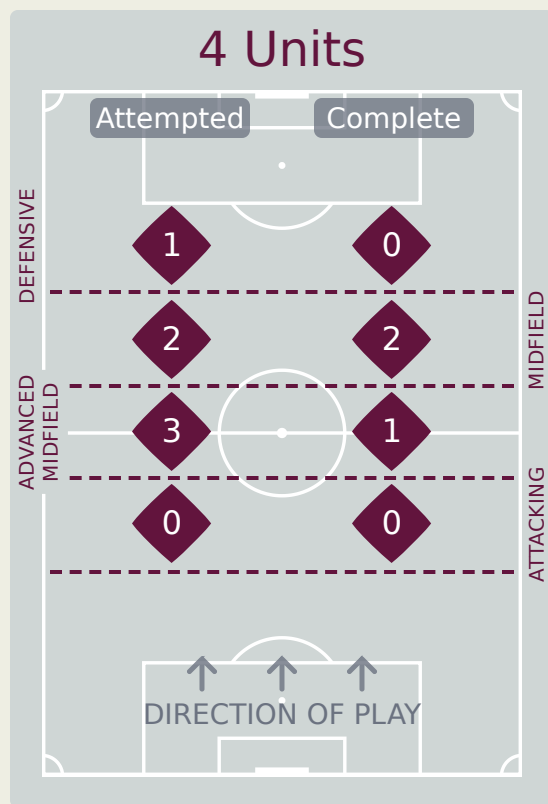 4 Units
Attempted Complete
DEFENSIVE
1 0
MIDFIELD
2 2
ADVANCED
MIDFIELD
3 1
ATTACKING
0 0
DIRECTION OF PLAY